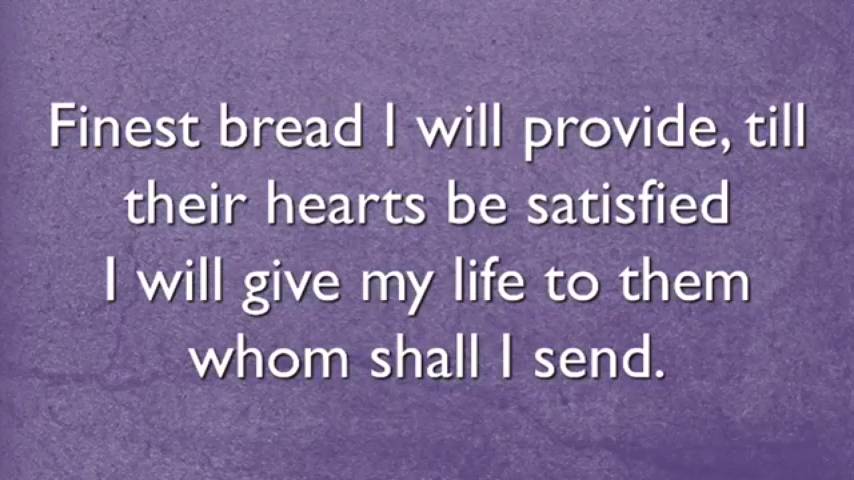 Finest bread I will provide, till
their hearts be satisfied
I will give my life to them
whom shall I send.